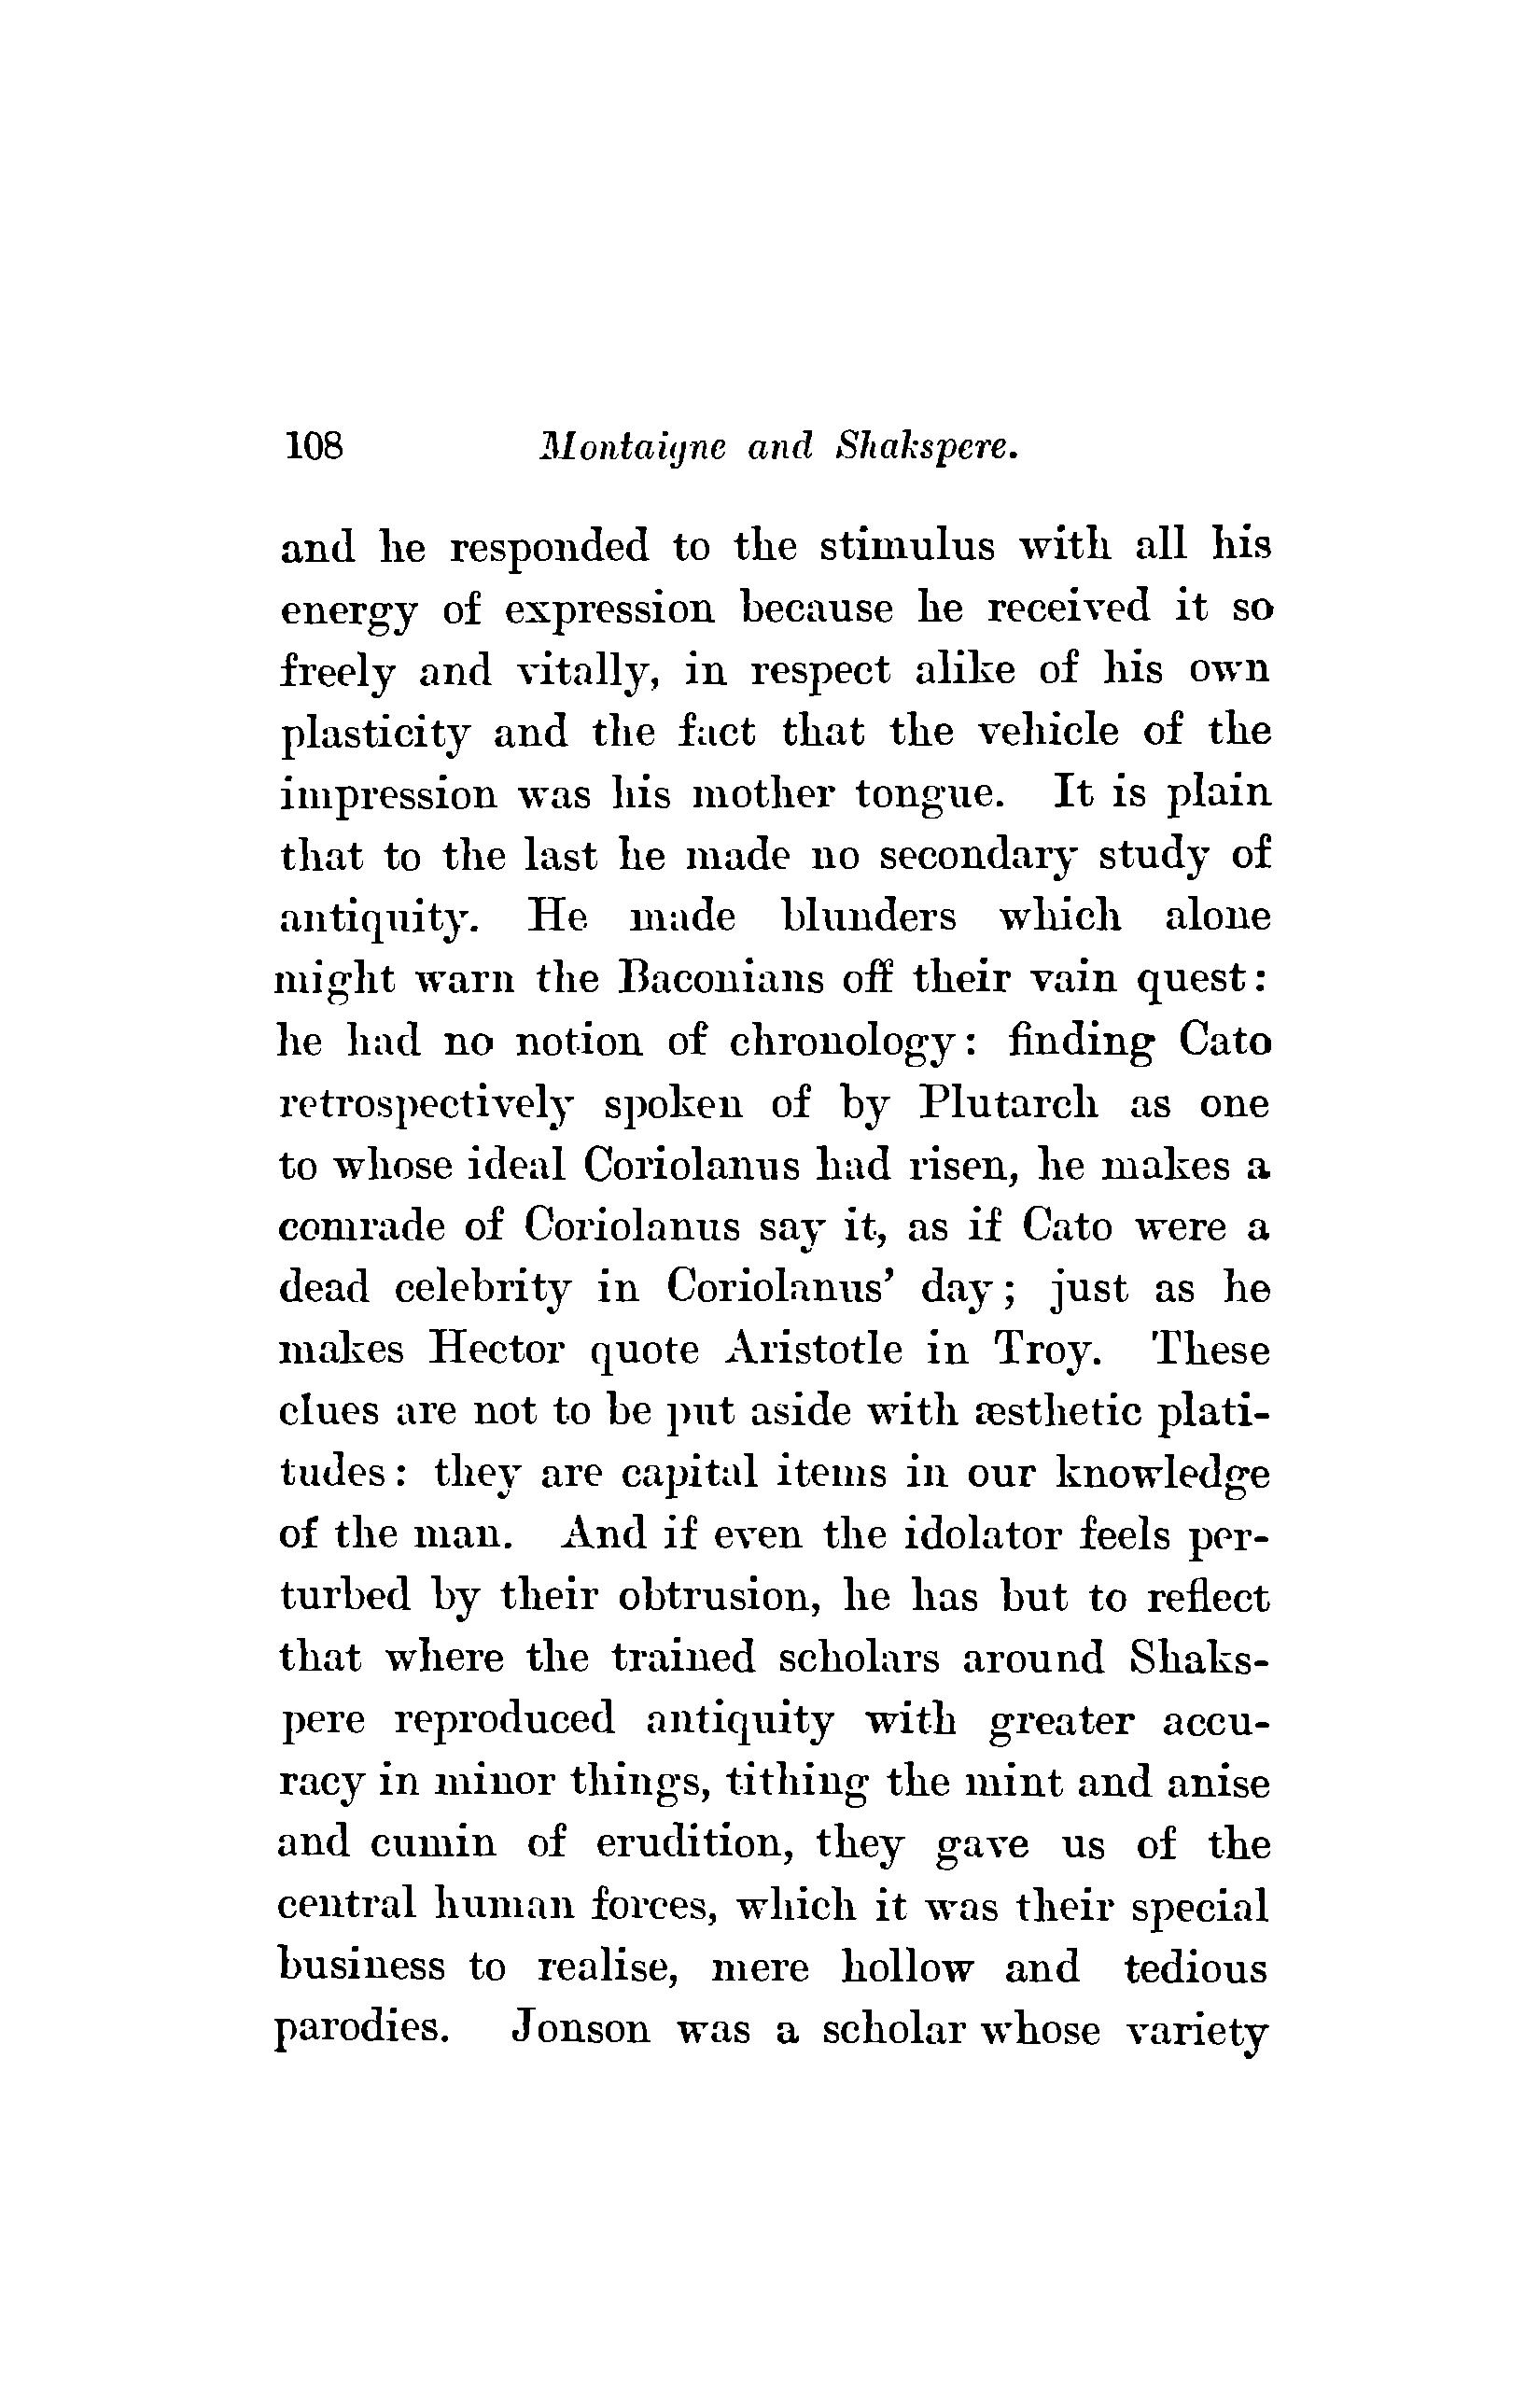 108 Montaigne and Shakspere.
and he responded to the stimulus with all his
energy of expression because he received it so
freely and vitally, in respect alike of his own
plasticity and the fact that the vehicle of the
impression was his mother tongue. It is plain
that to the last he made no secondary study of
antiquity. He made blunders which alone
might warn the Baconians off their vain quest:
he had no notion of chronology: finding Cato
retrospectively spoken of by Plutarch as one
to whose ideal Coriolanus had risen, he makes a
comrade of Coriolanus say it, as if Cato were a
dead celebrity in Coriolanus' day; just as he
makes Hector quote Aristotle in Troy. These
clues are not to be put aside with æsthetic plati-
tudes: they are capital items in our knowledge
of the man. And if even the idolator feels per-
turbed by their obtrusion, he has but to reflect
that where the trained scholars around Shaks-
pere reproduced antiquity with greater accu-
racy in minor things, tithing the mint and anise
and cumin of erudition, they gave us of the
central human forces, which it was their special
business to realise, mere hollow and tedious
parodies. Jonson was a scholar whose variety